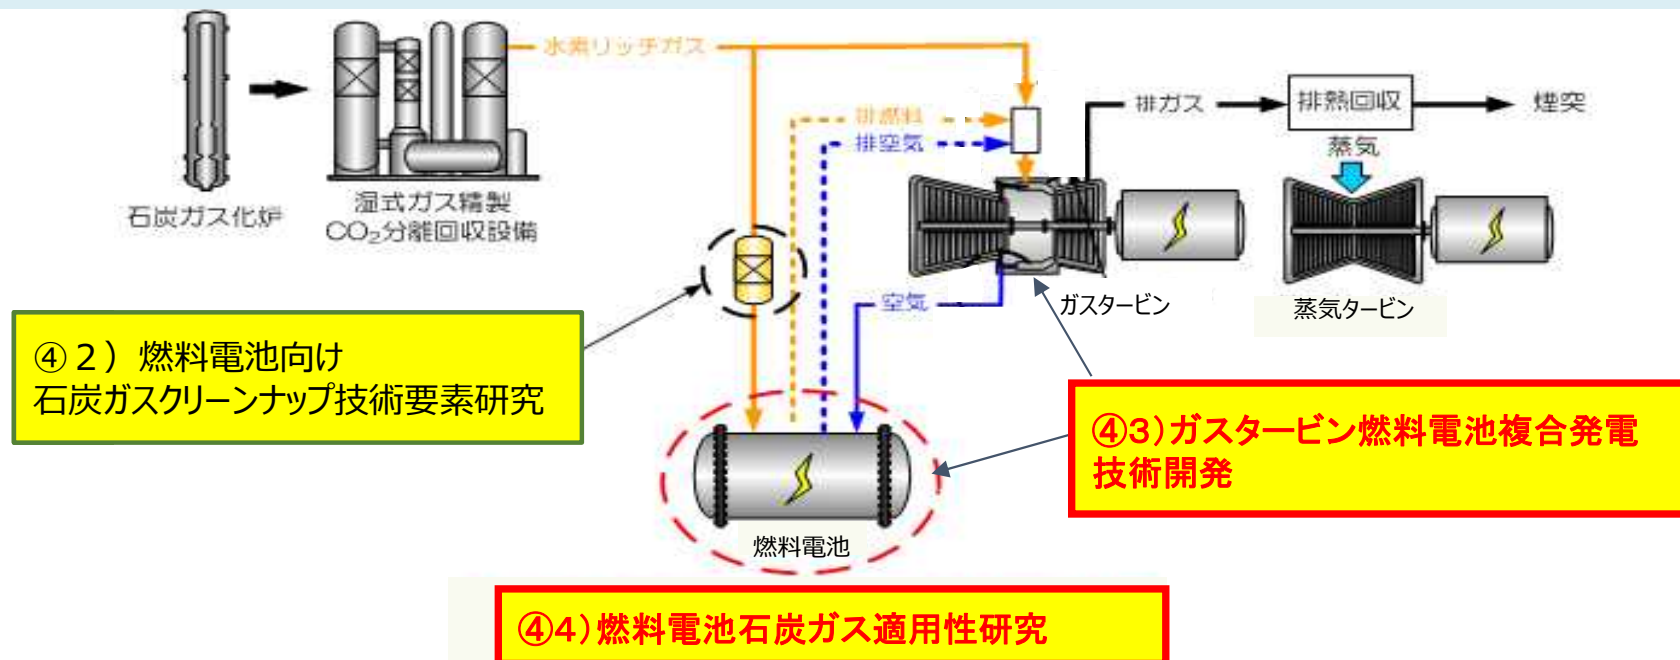 水素リッチガス
排燃料
排空気
排ガス
排熱回収
煙突
蒸気
石炭ガス化炉
湿式ガス精製
CO₂分離回収設備
空気
ガスタービン
蒸気タービン
④２）燃料電池向け
石炭ガスクリーンナップ技術要素研究
④3)ガスタービン燃料電池複合発電
技術開発
燃料電池
④4)燃料電池石炭ガス適用性研究